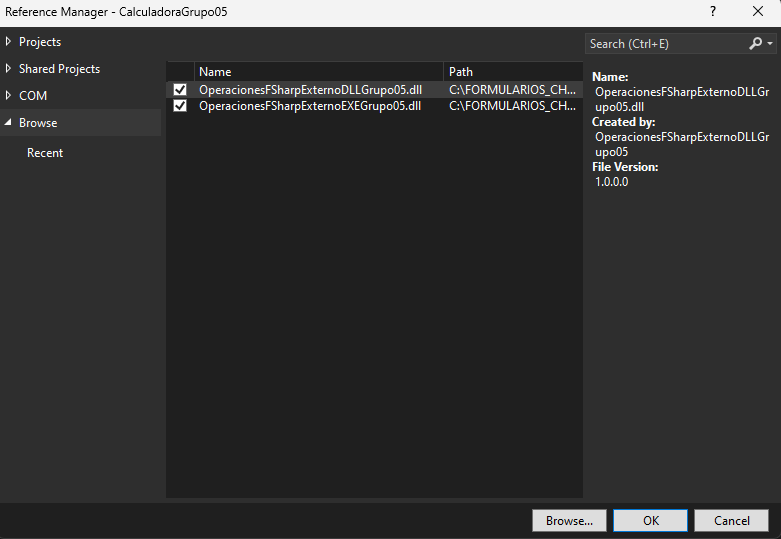 Reference Manager - CalculadoraGrupo05
?
Projects
Shared Projects
COM
Browse
Recent
Name Path
OperacionesFSharpExternoDLLGrupo05.dll C:\FORMULARIOS_CH...
OperacionesFSharpExternoEXEGrupo05.dll C:\FORMULARIOS_CH...
Search (Ctrl+E)
Name:
OperacionesFSharpExternoDLLGr
upo05.dll
Created by:
OperacionesFSharpExternoDLLGr
upo05
File Version:
1.0.0.0
Browse... OK Cancel